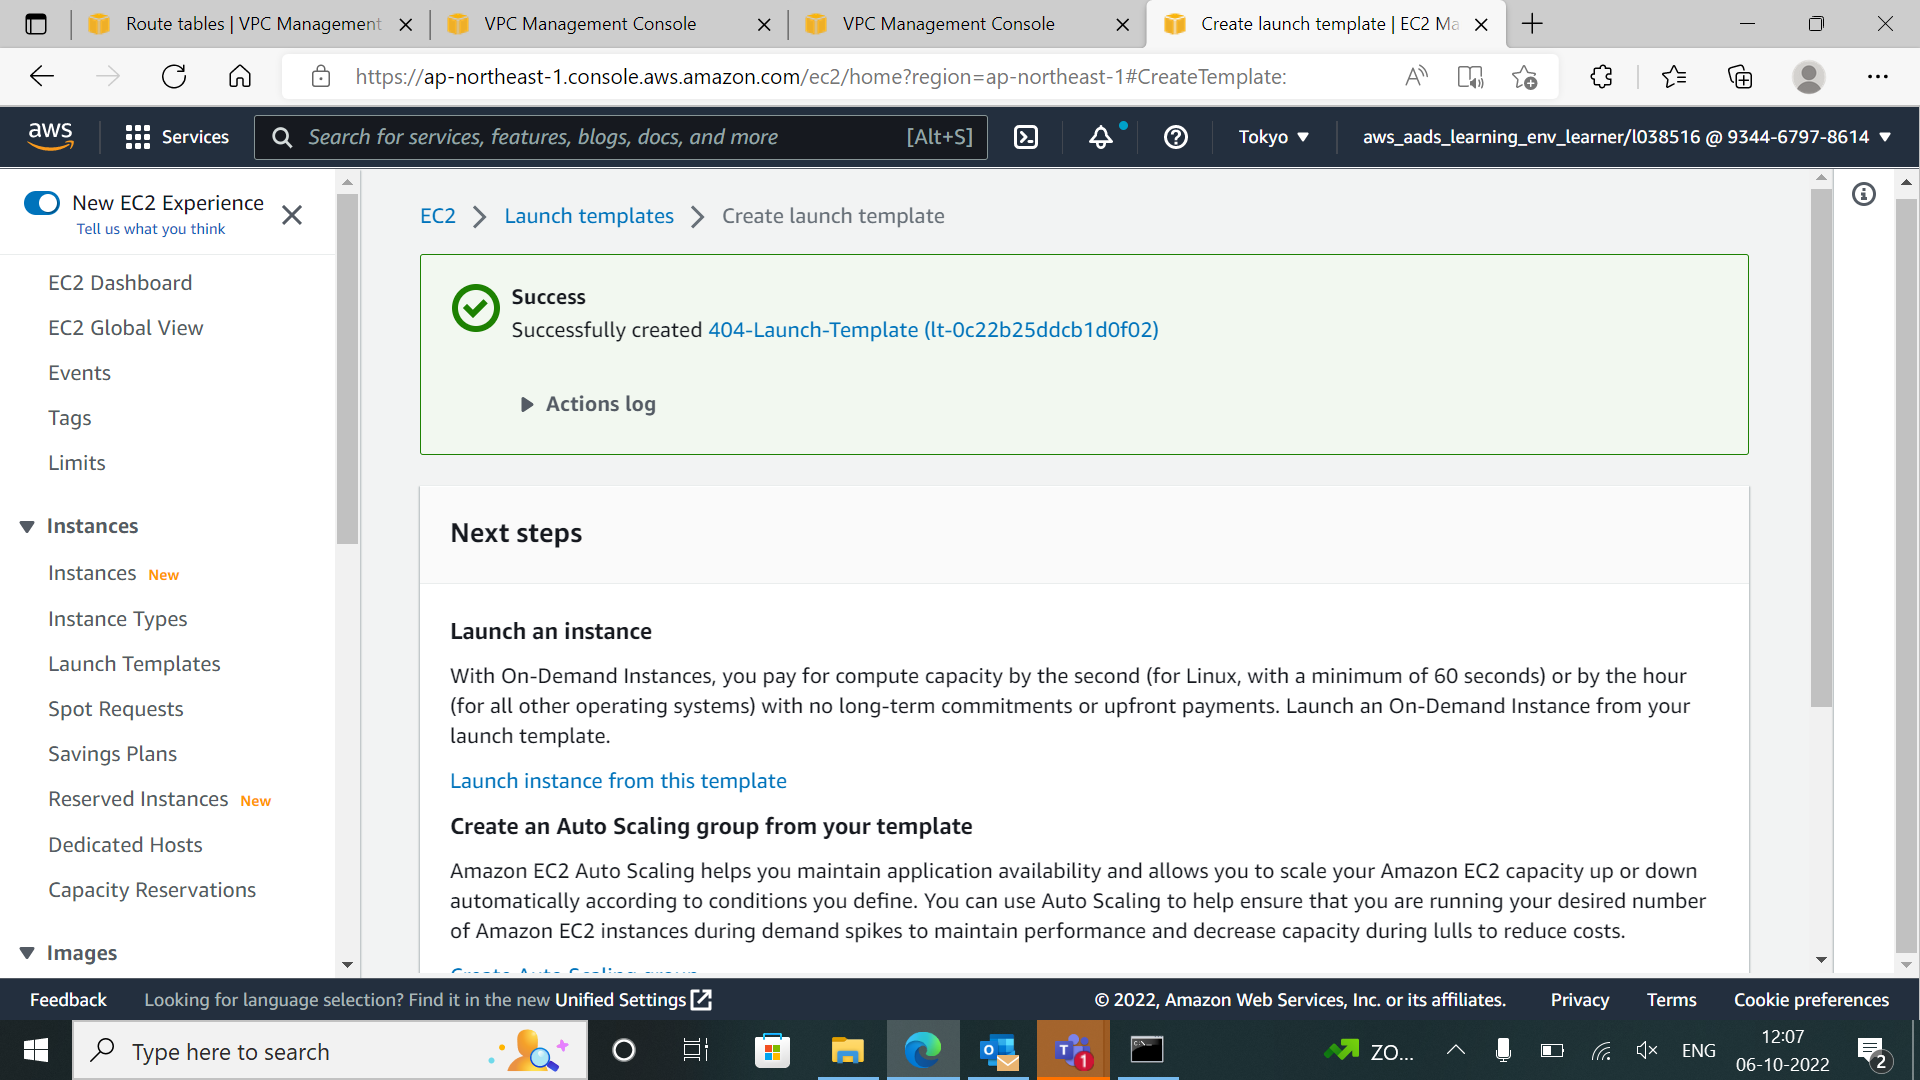 Route tables | VPC Management
VPC Management Console
VPC Management Console
Create launch template | EC2 Ma
https://ap-northeast-1.console.aws.amazon.com/ec2/home?region=ap-northeast-1#CreateTemplate:
aws
Services
Search for services, features, blogs, docs, and more
[Alt+S]
Tokyo
aws_aads_learning_env_learner/l038516 @ 9344-6797-8614
New EC2 Experience
Tell us what you think
EC2 Dashboard
EC2 Global View
Events
Tags
Limits
Instances
Instances New
Instance Types
Launch Templates
Spot Requests
Savings Plans
Reserved Instances New
Dedicated Hosts
Capacity Reservations
Images
EC2 > Launch templates > Create launch template
Success
Successfully created 404-Launch-Template (lt-0c22b25ddcb1d0f02)
Actions log
Next steps
Launch an instance
With On-Demand Instances, you pay for compute capacity by the second (for Linux, with a minimum of 60 seconds) or by the hour
(for all other operating systems) with no long-term commitments or upfront payments. Launch an On-Demand Instance from your
launch template.
Launch instance from this template
Create an Auto Scaling group from your template
Amazon EC2 Auto Scaling helps you maintain application availability and allows you to scale your Amazon EC2 capacity up or down
automatically according to conditions you define. You can use Auto Scaling to help ensure that you are running your desired number
of Amazon EC2 instances during demand spikes to maintain performance and decrease capacity during lulls to reduce costs.
Create Auto Scaling group
Feedback
Looking for language selection? Find it in the new Unified Settings
© 2022, Amazon Web Services, Inc. or its affiliates.
Privacy
Terms
Cookie preferences
Type here to search
1
ZO...
ENG
12:07
06-10-2022
2